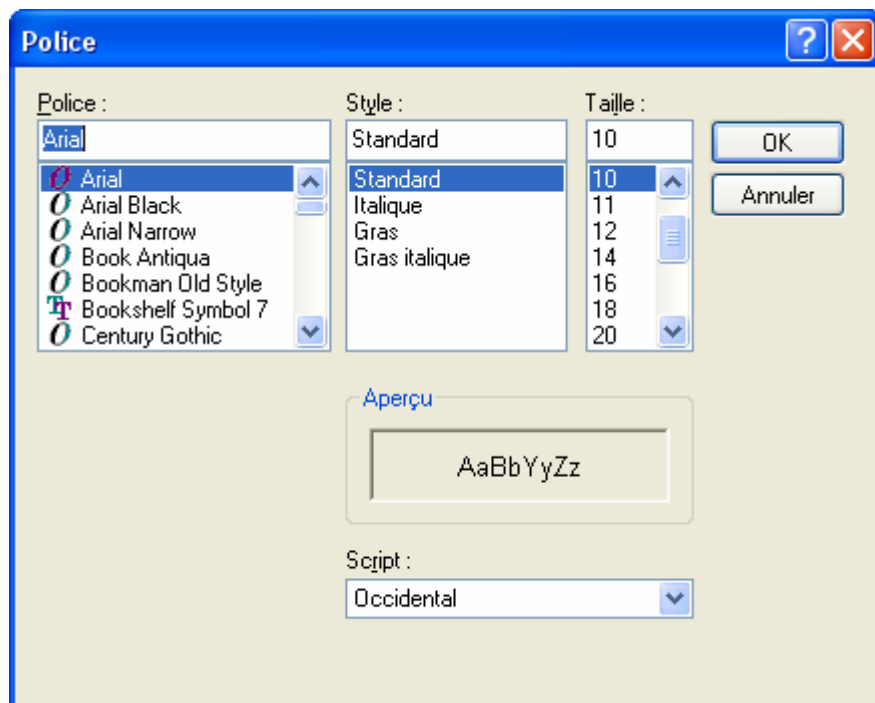 Police
Police :
Style :
Taille :
Arial
Standard
10
OK
Arial
Arial Black
Arial Narrow
Book Antiqua
Bookman Old Style
Bookshelf Symbol 7
Century Gothic
Standard
Italique
Gras
Gras italique
10
11
12
14
16
18
20
Annuler
Aperçu
AaBbYyZz
Script :
Occidental